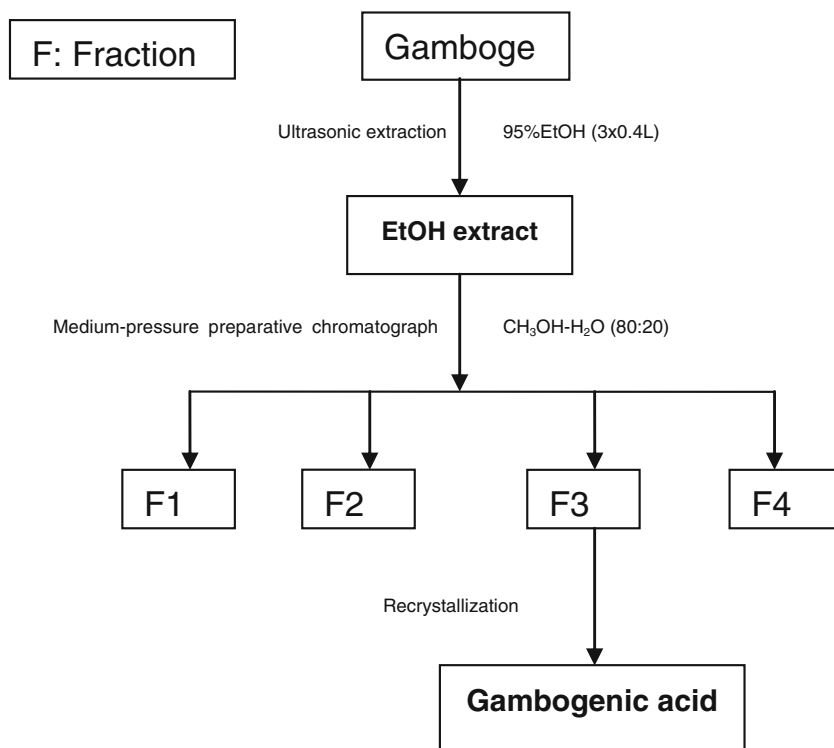 F: Fraction
Gamboge
Ultrasonic extraction 95%EtOH (3x0.4L)
EtOH extract
Medium-pressure preparative chromatograph CH₃OH-H₂O (80:20)
F1 F2 F3 F4
Recrystallization
Gambogenic acid